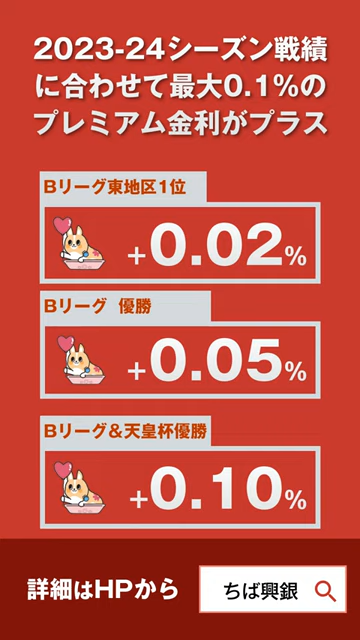 2023-24シーズン戦績
に合わせて最大0.1%の
プレミアム金利がプラス
Bリーグ東地区1位
+0.02%
Bリーグ 優勝
+0.05%
Bリーグ&天皇杯優勝
+0.10%
詳細はHPから
ちば興銀